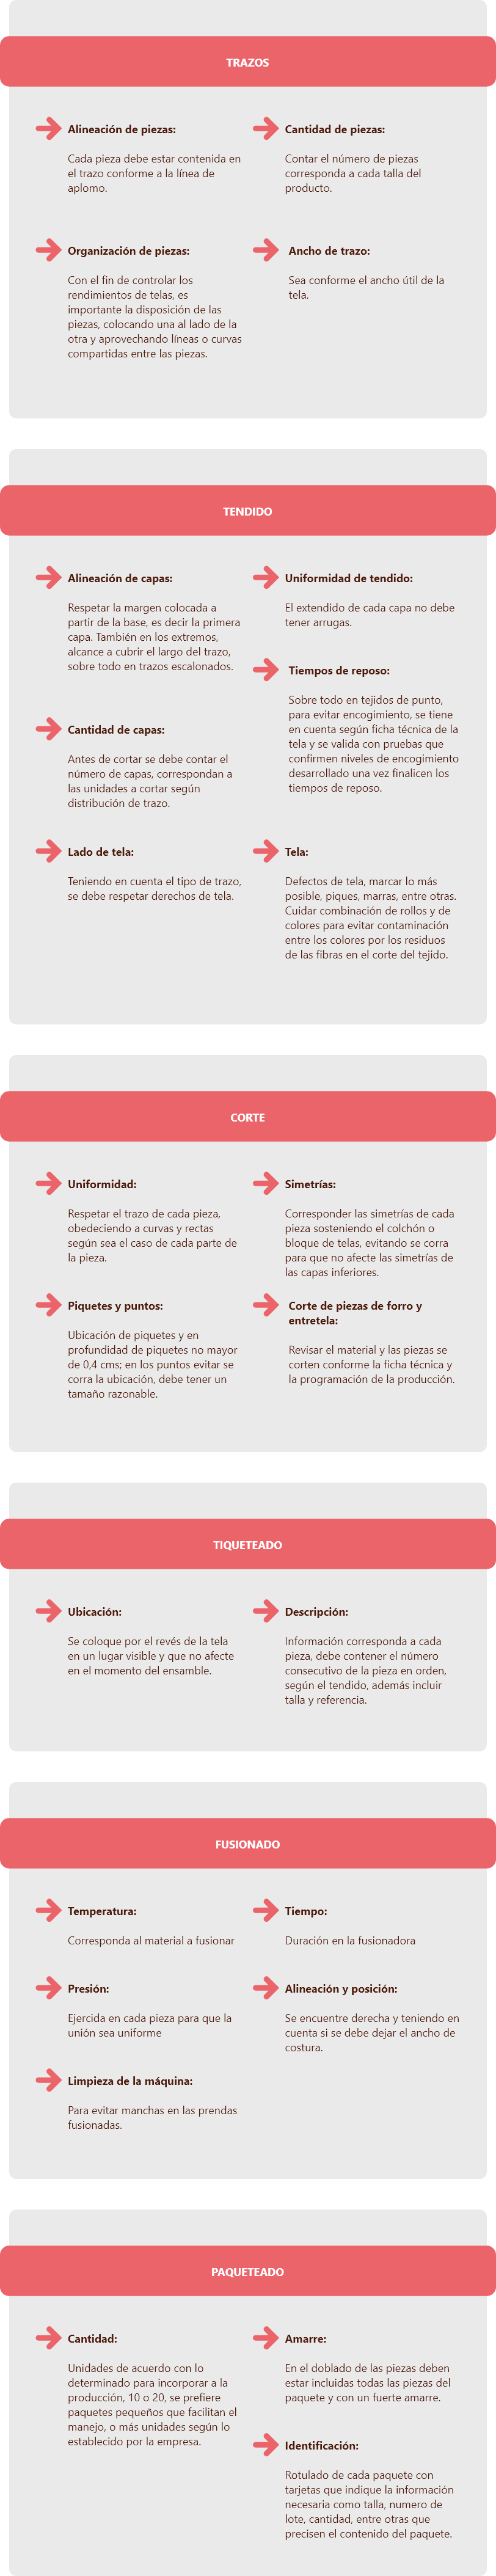 TRAZOS
Alineación de piezas:
Cada pieza debe estar contenida en
el trazo conforme a la línea de
aplomo.
Cantidad de piezas:
Contar el número de piezas
corresponda a cada talla del
producto.
Organización de piezas:
Con el fin de controlar los
rendimientos de telas, es
importante la disposición de las
piezas, colocando una al lado de la
otra y aprovechando líneas o curvas
compartidas entre las piezas.
Ancho de trazo:
Sea conforme el ancho útil de la
tela.
TENDIDO
Alineación de capas:
Respetar la margen colocada a
partir de la base, es decir la primera
capa. También en los extremos,
alcance a cubrir el largo del trazo,
sobre todo en trazos escalonados.
Uniformidad de tendido:
El extendido de cada capa no debe
tener arrugas.
Tiempos de reposo:
Sobre todo en tejidos de punto,
para evitar encogimiento, se tiene
en cuenta según ficha técnica de la
tela y se valida con pruebas que
confirmen niveles de encogimiento
desarrollado una vez finalicen los
tiempos de reposo.
Cantidad de capas:
Antes de cortar se debe contar el
número de capas, correspondan a
las unidades a cortar según
distribución de trazo.
Lado de tela:
Teniendo en cuenta el tipo de trazo,
se debe respetar derechos de tela.
Tela:
Defectos de tela, marcar lo más
posible, piques, marras, entre otras.
Cuidar combinación de rollos y de
colores para evitar contaminación
entre los colores por los residuos
de las fibras en el corte del tejido.
CORTE
Uniformidad:
Respetar el trazo de cada pieza,
obedeciendo a curvas y rectas
según sea el caso de cada parte de
la pieza.
Simetrías:
Corresponder las simetrías de cada
pieza sosteniendo el colchón o
bloque de telas, evitando se corra
para que no afecte las simetrías de
las capas inferiores.
Piquetes y puntos:
Ubicación de piquetes y en
profundidad de piquetes no mayor
de 0,4 cms; en los puntos evitar se
corra la ubicación, debe tener un
tamaño razonable.
Corte de piezas de forro y
entretela:
Revisar el material y las piezas se
corten conforme la ficha técnica y
la programación de la producción.
TIQUETEADO
Ubicación:
Se coloque por el revés de la tela
en un lugar visible y que no afecte
en el momento del ensamble.
Descripción:
Información corresponda a cada
pieza, debe contener el número
consecutivo de la pieza en orden,
según el tendido, además incluir
talla y referencia.
FUSIONADO
Temperatura:
Corresponda al material a fusionar
Tiempo:
Duración en la fusionadora
Presión:
Ejercida en cada pieza para que la
unión sea uniforme
Alineación y posición:
Se encuentre derecha y teniendo en
cuenta si se debe dejar el ancho de
costura.
Limpieza de la máquina:
Para evitar manchas en las prendas
fusionadas.
PAQUETEADO
Cantidad:
Unidades de acuerdo con lo
determinado para incorporar a la
producción, 10 o 20, se prefiere
paquetes pequeños que facilitan el
manejo, o más unidades según lo
establecido por la empresa.
Amarre:
En el doblado de las piezas deben
estar incluidas todas las piezas del
paquete y con un fuerte amarre.
Identificación:
Rotulado de cada paquete con
tarjetas que indique la información
necesaria como talla, numero de
lote, cantidad, entre otras que
precisen el contenido del paquete.